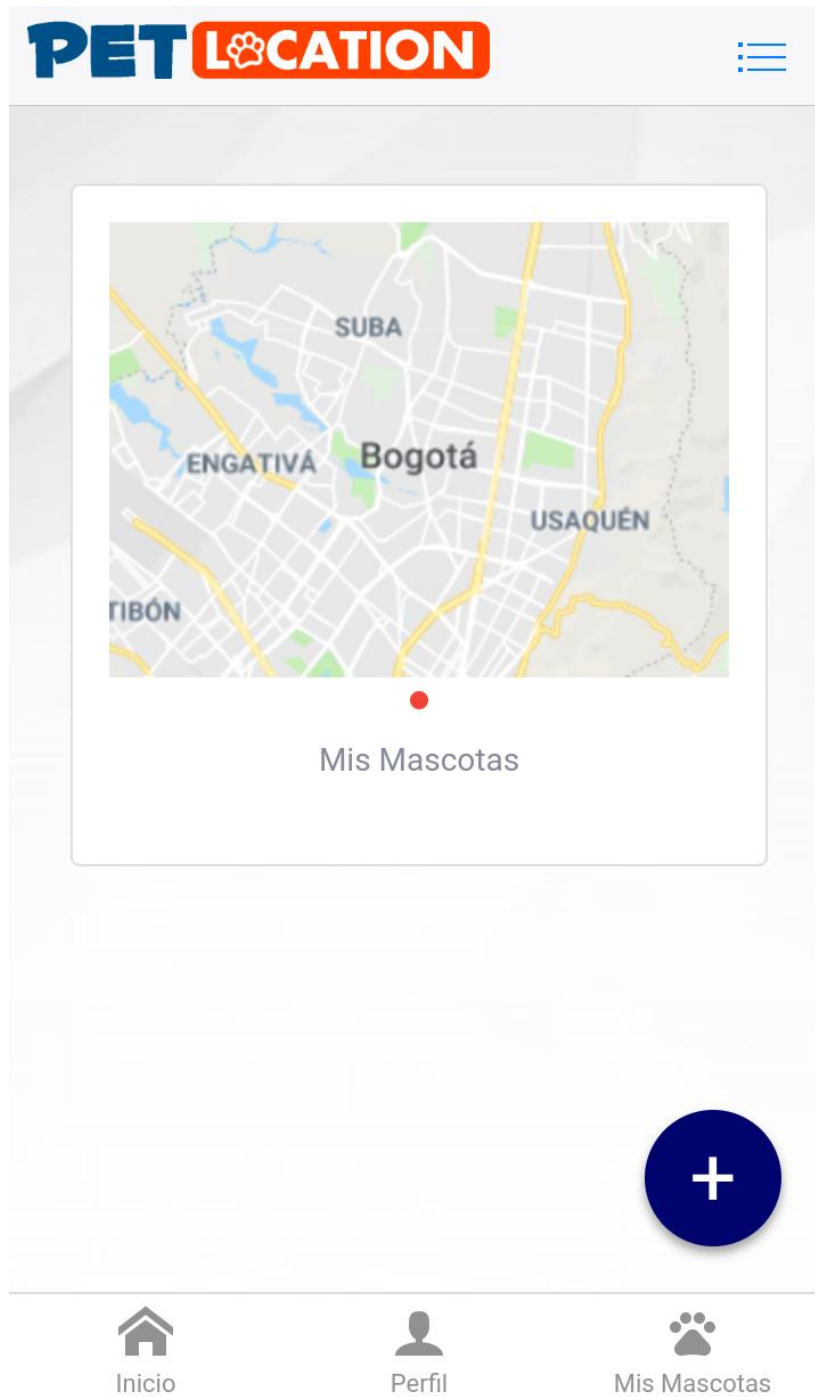 PET LOCATION
SUBA
ENGATIVÁ
Bogotá
USAQUÉN
TIBÓN
Mis Mascotas
+
Inicio
Perfil
Mis Mascotas